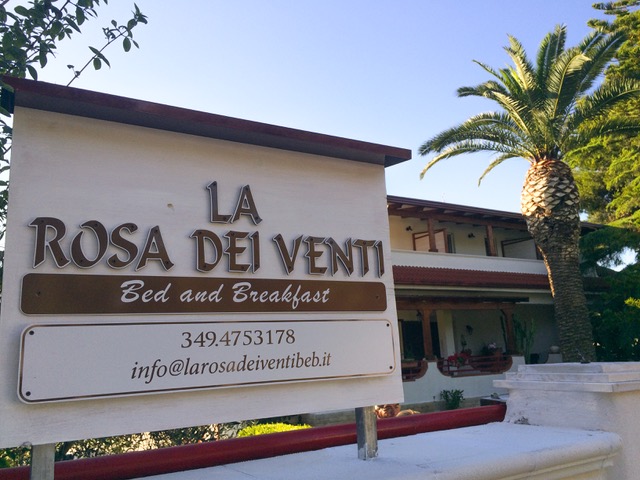 LA
ROSA DEI VENTI
Bed and Breakfast
349.4753178
info@larosadeiventibeb.it